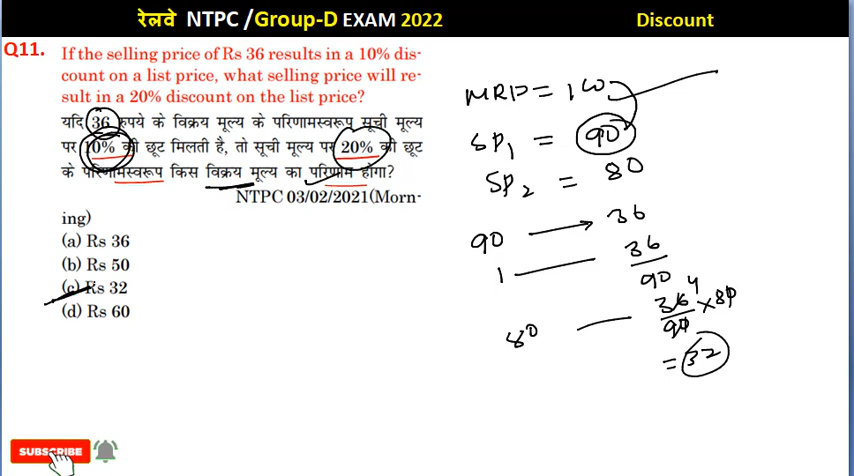 रेलवे NTPC /Group-D EXAM 2022
Discount
Q11. If the selling price of Rs 36 results in a 10% dis-
count on a list price, what selling price will re-
sult in a 20% discount on the list price?
यदि 36 रुपये के विक्रय मूल्य के परिणामस्वरूप सूची मूल्य
पर 10% की छूट मिलती है, तो सूची मूल्य पर 20% की छूट
के परिणामस्वरूप किस विक्रय मूल्य का परिणाम होगा?
NTPC 03/02/2021(Morn-
ing)
(a) Rs 36
(b) Rs 50
(c) Rs 32
(d) Rs 60
MRP = 100
SP1 = 90
SP2 = 80
90 → 36
1 — 36/90
80 — 36/90 × 80
4
= 32
SUBSCRIBE